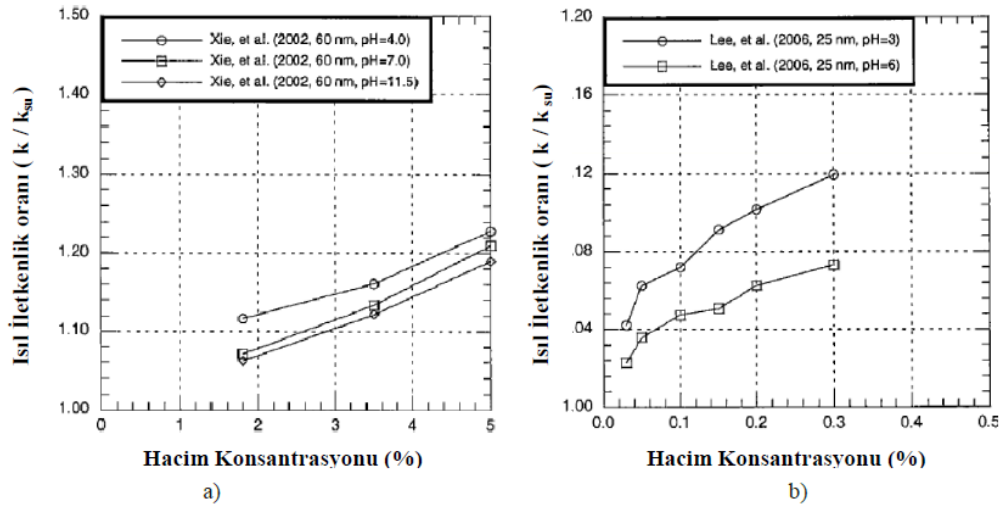 Xie, et al. (2002, 60 nm, pH=4.0)
Xie, et al. (2002, 60 nm, pH=7.0)
Xie, et al. (2002, 60 nm, pH=11.5)
Isıl İletkenlik oranı ( k / ksu)
1.50
1.40
1.30
1.20
1.10
1.00
0 1 2 3 4 5
Hacim Konsantrasyonu (%)
a)
Lee, et al. (2006, 25 nm, pH=3)
Lee, et al. (2006, 25 nm, pH=6)
Isıl İletkenlik oranı ( k / ksu)
1.20
.16
.12
.08
.04
1.00
0.0 0.1 0.2 0.3 0.4 0.5
Hacim Konsantrasyonu (%)
b)